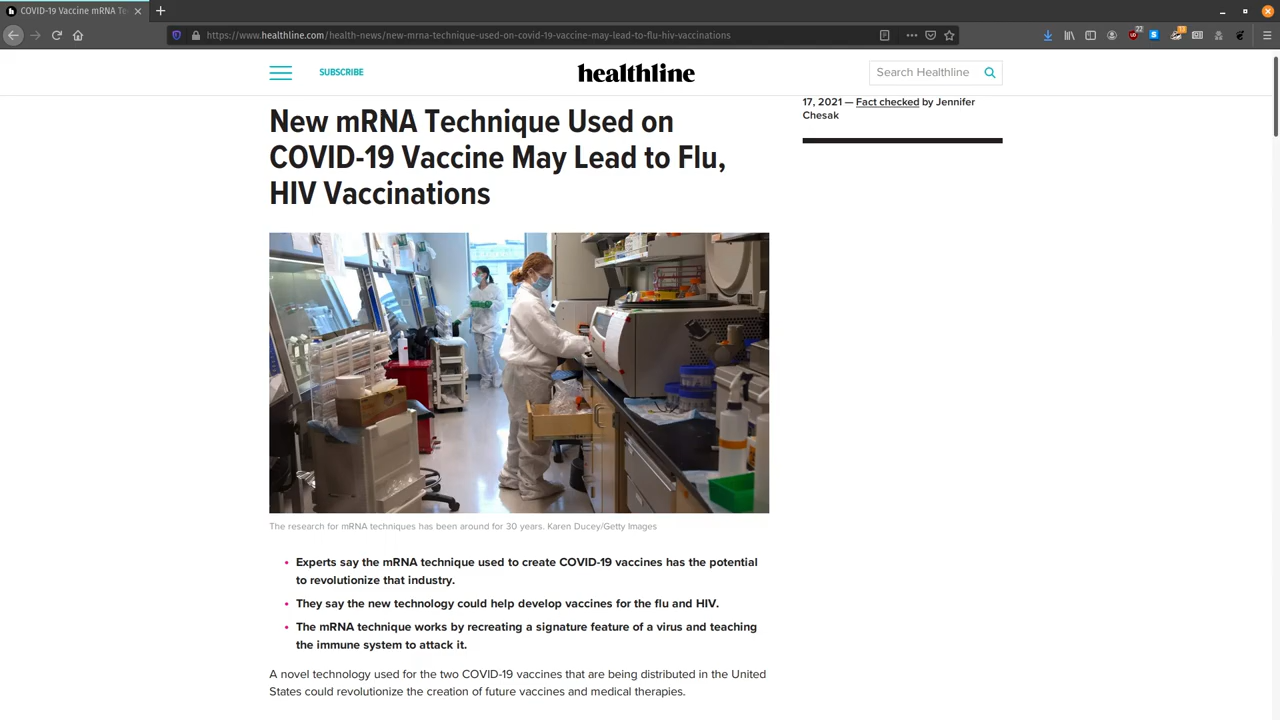 COVID-19 Vaccine mRNA Te
https://www.healthline.com/health-news/new-mrna-technique-used-on-covid-19-vaccine-may-lead-to-flu-hiv-vaccinations
22
SUBSCRIBE
healthline
Search Healthline
17, 2021 — Fact checked by Jennifer
Chesak
New mRNA Technique Used on
COVID-19 Vaccine May Lead to Flu,
HIV Vaccinations
The research for mRNA techniques has been around for 30 years. Karen Ducey/Getty Images
• Experts say the mRNA technique used to create COVID-19 vaccines has the potential
to revolutionize that industry.
• They say the new technology could help develop vaccines for the flu and HIV.
• The mRNA technique works by recreating a signature feature of a virus and teaching
the immune system to attack it.
A novel technology used for the two COVID-19 vaccines that are being distributed in the United
States could revolutionize the creation of future vaccines and medical therapies.